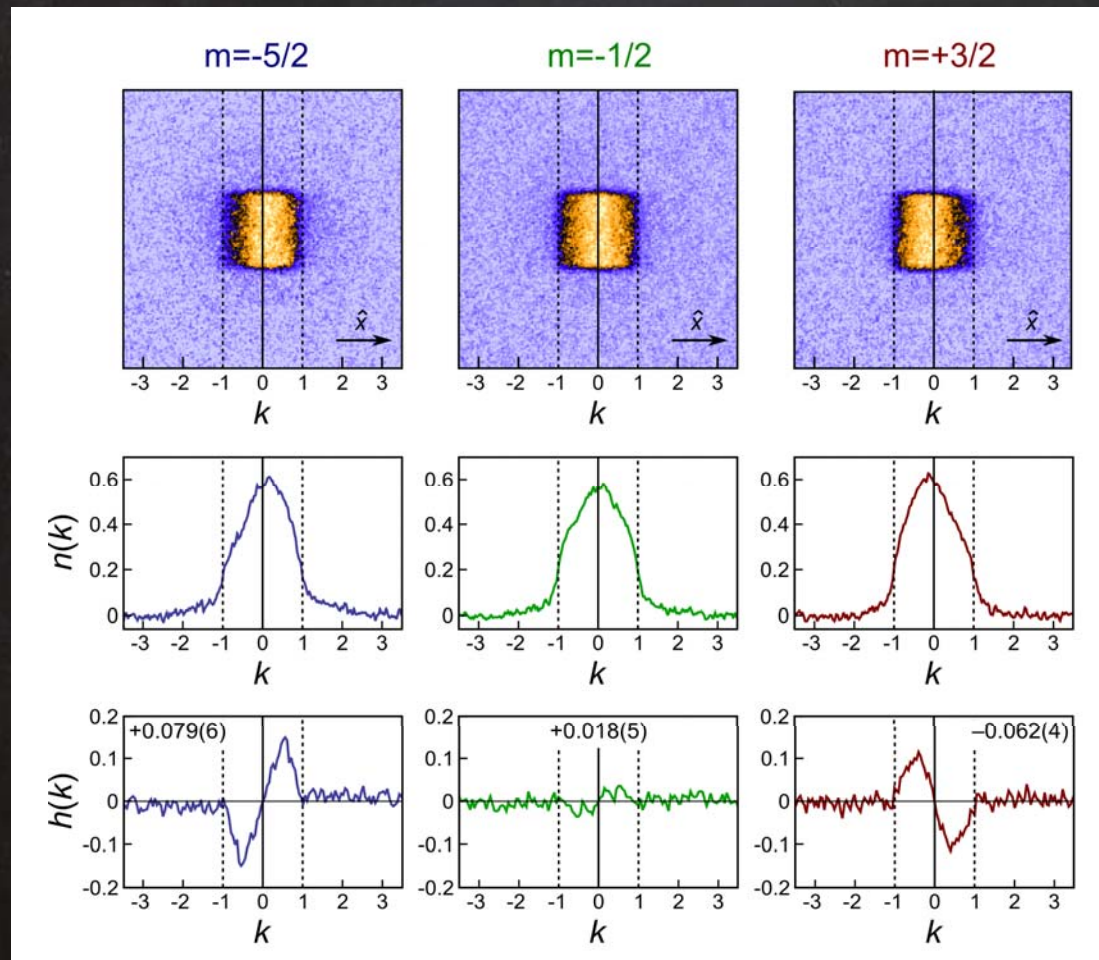 m=-5/2 m=-1/2 m=+3/2
x̂ x̂ x̂
-3 -2 -1 0 1 2 3 -3 -2 -1 0 1 2 3 -3 -2 -1 0 1 2 3
k k k
n(k)
0.6 0.6 0.6
0.4 0.4 0.4
0.2 0.2 0.2
0 0 0
-3 -2 -1 0 1 2 3 -3 -2 -1 0 1 2 3 -3 -2 -1 0 1 2 3
k k k
h(k)
0.2 0.2 0.2
+0.079(6) +0.018(5) −0.062(4)
0.1 0.1 0.1
0 0 0
-0.1 -0.1 -0.1
-0.2 -0.2 -0.2
-3 -2 -1 0 1 2 3 -3 -2 -1 0 1 2 3 -3 -2 -1 0 1 2 3
k k k